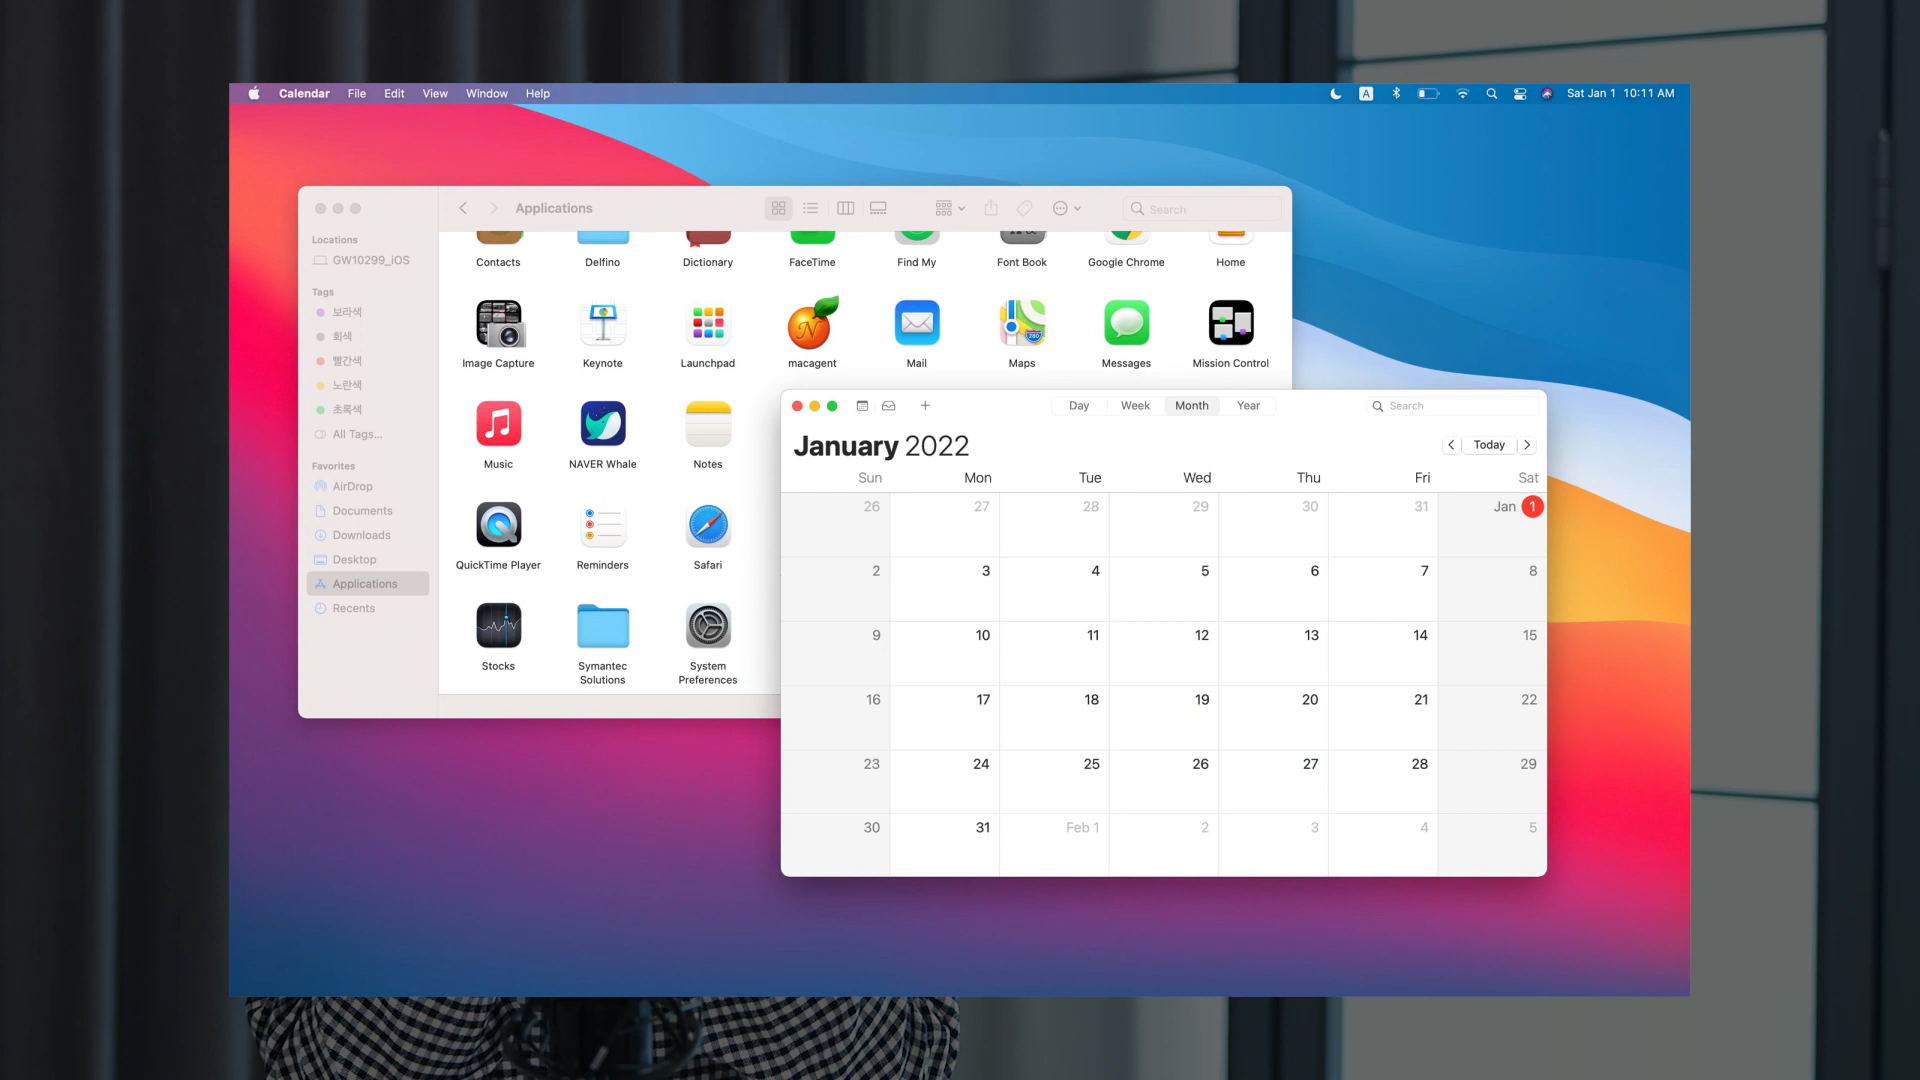 Calendar File Edit View Window Help
A
Sat Jan 1 10:11 AM
Applications
Search
Locations
GW10299_iOS
Tags
보라색
회색
빨간색
노란색
초록색
All Tags...
Favorites
AirDrop
Documents
Downloads
Desktop
Applications
Recents
Contacts Delfino Dictionary FaceTime Find My Font Book Google Chrome Home
N
280
Image Capture Keynote Launchpad macagent Mail Maps Messages Mission Control
Music NAVER Whale Notes
QuickTime Player Reminders Safari
Stocks Symantec Solutions System Preferences
Day Week Month Year
Search
January 2022
Today
Sun Mon Tue Wed Thu Fri Sat
26 27 28 29 30 31 Jan 1
2 3 4 5 6 7 8
9 10 11 12 13 14 15
16 17 18 19 20 21 22
23 24 25 26 27 28 29
30 31 Feb 1 2 3 4 5